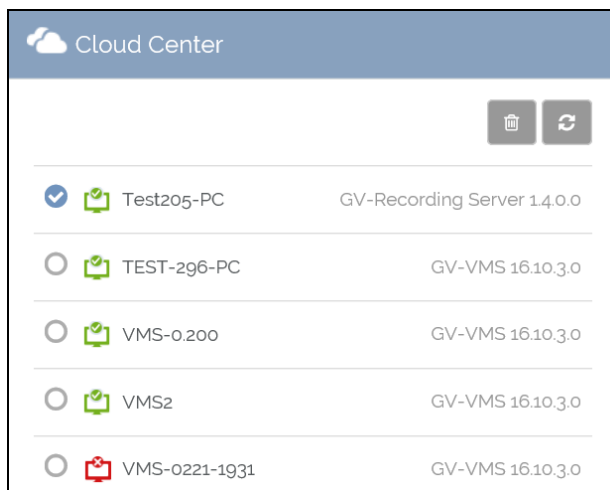 Cloud Center
Test205-PC GV-Recording Server 1.4.0.0
TEST-296-PC GV-VMS 16.10.3.0
VMS-0.200 GV-VMS 16.10.3.0
VMS2 GV-VMS 16.10.3.0
VMS-0221-1931 GV-VMS 16.10.3.0